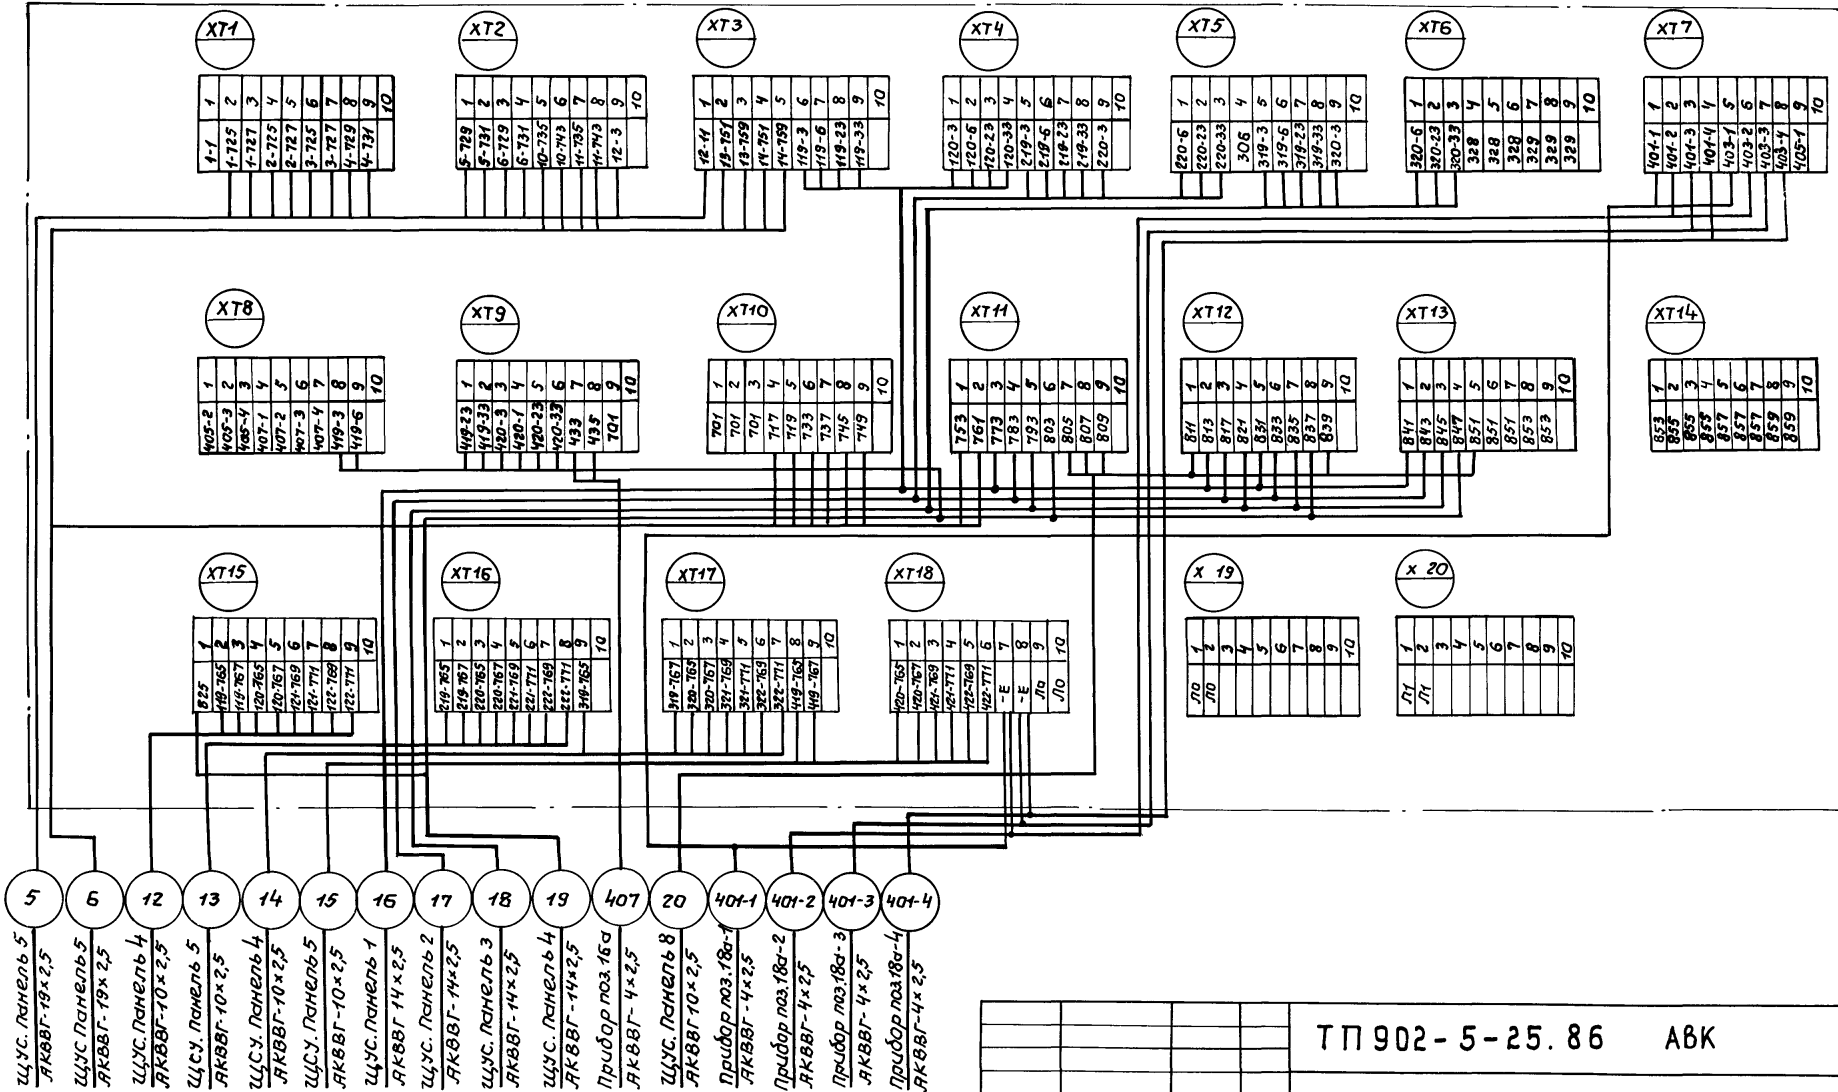 XT1
XT2
XT3
XT4
XT5
XT6
XT7
1 2 3 4 5 6 7 8 9 10
1-1 1-725 1-727 2-725 2-727 3-725 3-727 4-729 4-731
1 2 3 4 5 6 7 8 9 10
5-729 5-731 6-729 6-731 10-735 10-743 11-735 11-743 12-3
1 2 3 4 5 6 7 8 9 10
12-11 13-751 13-759 14-751 14-759 119-3 119-6 119-23 119-33
1 2 3 4 5 6 7 8 9 10
120-3 120-6 120-23 120-33 219-3 219-6 219-23 219-33 220-3
1 2 3 4 5 6 7 8 9 10
220-6 220-23 220-33 306 319-3 319-6 319-23 319-33 320-3
1 2 3 4 5 6 7 8 9 10
320-6 320-23 320-33 328 328 328 329 329 329
1 2 3 4 5 6 7 8 9 10
401-1 401-2 401-3 401-4 403-1 403-2 403-3 403-4 405-1
XT8
XT9
XT10
XT11
XT12
XT13
XT14
1 2 3 4 5 6 7 8 9 10
405-2 405-3 405-4 407-1 407-2 407-3 407-4 419-3 419-6
1 2 3 4 5 6 7 8 9 10
419-23 419-33 420-3 420-1 420-23 420-33 433 435 701
1 2 3 4 5 6 7 8 9 10
701 701 701 717 719 733 737 745 749
1 2 3 4 5 6 7 8 9 10
753 761 773 783 793 803 805 807 809
1 2 3 4 5 6 7 8 9 10
811 813 817 821 831 833 835 837 839
1 2 3 4 5 6 7 8 9 10
841 843 845 847 851 851 851 853 853
1 2 3 4 5 6 7 8 9 10
853 855 855 855 857 857 857 859 859
XT15
XT16
XT17
XT18
X 19
X 20
1 2 3 4 5 6 7 8 9 10
825 119-765 119-767 120-765 120-767 121-769 121-771 122-769 122-771
1 2 3 4 5 6 7 8 9 10
219-765 219-767 220-765 220-767 221-769 221-771 222-769 222-771 319-765
1 2 3 4 5 6 7 8 9 10
319-767 320-765 320-767 321-769 321-771 322-769 322-771 419-765 419-767
1 2 3 4 5 6 7 8 9 10
420-765 420-767 421-769 421-771 422-769 422-771 -E -E Л0 Л0
1 2 3 4 5 6 7 8 9 10
Л0 Л0
1 2 3 4 5 6 7 8 9 10
Л1 Л1
5
6
12
13
14
15
16
17
18
19
407
20
401-1
401-2
401-3
401-4
ЩУС. Панель 5
АКВВГ-19×2,5
ЩУС Панель 5
АКВВГ-19×2,5
ЩУС. Панель 4
АКВВГ-10×2,5
ЩСУ. Панель 5
АКВВГ-10×2,5
ЩУС. Панель 4
АКВВГ-10×2,5
ЩСУ. Панель 5
АКВВГ-10×2,5
ЩУС. Панель 1
АКВВГ 14×2,5
ЩУС. Панель 2
АКВВГ-14×2,5
ЩУС. Панель 3
АКВВГ-14×2,5
ЩУС. Панель 4
АКВВГ-14×2,5
Прибор поз. 16а
АКВВГ-4×2,5
ЩУС. Панель 8
АКВВГ 10×2,5
Прибор поз. 18а-1
АКВВГ-4×2,5
Прибор поз. 18а-2
АКВВГ-4×2,5
Прибор поз. 18а-3
АКВВГ-4×2,5
Прибор поз. 18а-4
АКВВГ-4×2,5
ТП 902-5-25.86 АВК